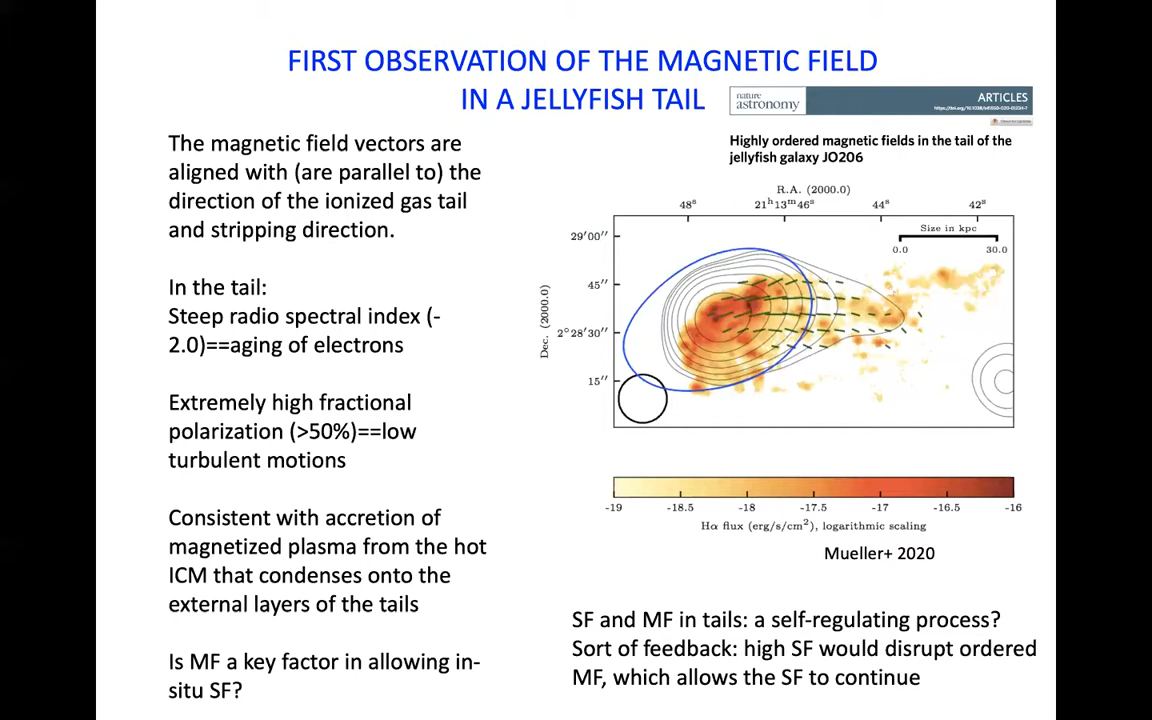 FIRST OBSERVATION OF THE MAGNETIC FIELD
IN A JELLYFISH TAIL
nature
astronomy
ARTICLES
The magnetic field vectors are
aligned with (are parallel to) the
direction of the ionized gas tail
and stripping direction.
In the tail:
Steep radio spectral index (-
2.0)==aging of electrons
Extremely high fractional
polarization (>50%)==low
turbulent motions
Consistent with accretion of
magnetized plasma from the hot
ICM that condenses onto the
external layers of the tails
Is MF a key factor in allowing in-
situ SF?
Highly ordered magnetic fields in the tail of the
jellyfish galaxy JO206
R.A. (2000.0)
48ˢ 21ʰ13ᵐ46ˢ 44ˢ 42ˢ
Size in kpc
0.0 30.0
Dec. (2000.0)
29'00''
45''
2°28'30''
15''
-19 -18.5 -18 -17.5 -17 -16.5 -16
Hα flux (erg/s/cm²), logarithmic scaling
Mueller+ 2020
SF and MF in tails: a self-regulating process?
Sort of feedback: high SF would disrupt ordered
MF, which allows the SF to continue